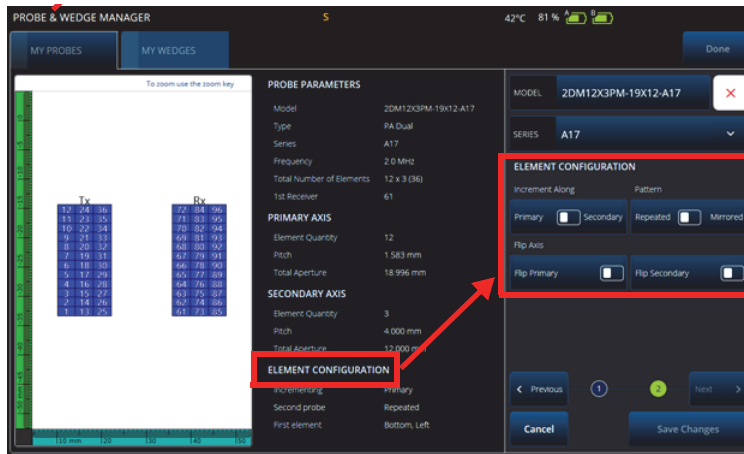 PROBE & WEDGE MANAGER
S
42°C 81 % A B
MY PROBES
MY WEDGES
Done
To zoom use the zoom key
Tx
Rx
12 24 36
11 23 35
10 22 34
9 21 33
8 20 32
7 19 31
6 18 30
5 17 29
4 16 28
3 15 27
2 14 26
1 13 25
72 84 96
71 83 95
70 82 94
69 81 93
68 80 92
67 79 91
66 78 90
65 77 89
64 76 88
63 75 87
62 74 86
61 73 85
|10 mm |20 |30 |40 |50
PROBE PARAMETERS
Model 2DM12X3PM-19X12-A17
Type PA Dual
Series A17
Frequency 2.0 MHz
Total Number of Elements 12 x 3 (36)
1st Receiver 61
PRIMARY AXIS
Element Quantity 12
Pitch 1.583 mm
Total Aperture 18.996 mm
SECONDARY AXIS
Element Quantity 3
Pitch 4.000 mm
Total Aperture 12.000 mm
ELEMENT CONFIGURATION
Incrementing Primary
Second probe Repeated
First element Bottom, Left
MODEL 2DM12X3PM-19X12-A17
SERIES A17
ELEMENT CONFIGURATION
Increment Along Pattern
Primary Secondary Repeated Mirrored
Flip Axis
Flip Primary Flip Secondary
< Previous 1 2 Next >
Cancel Save Changes